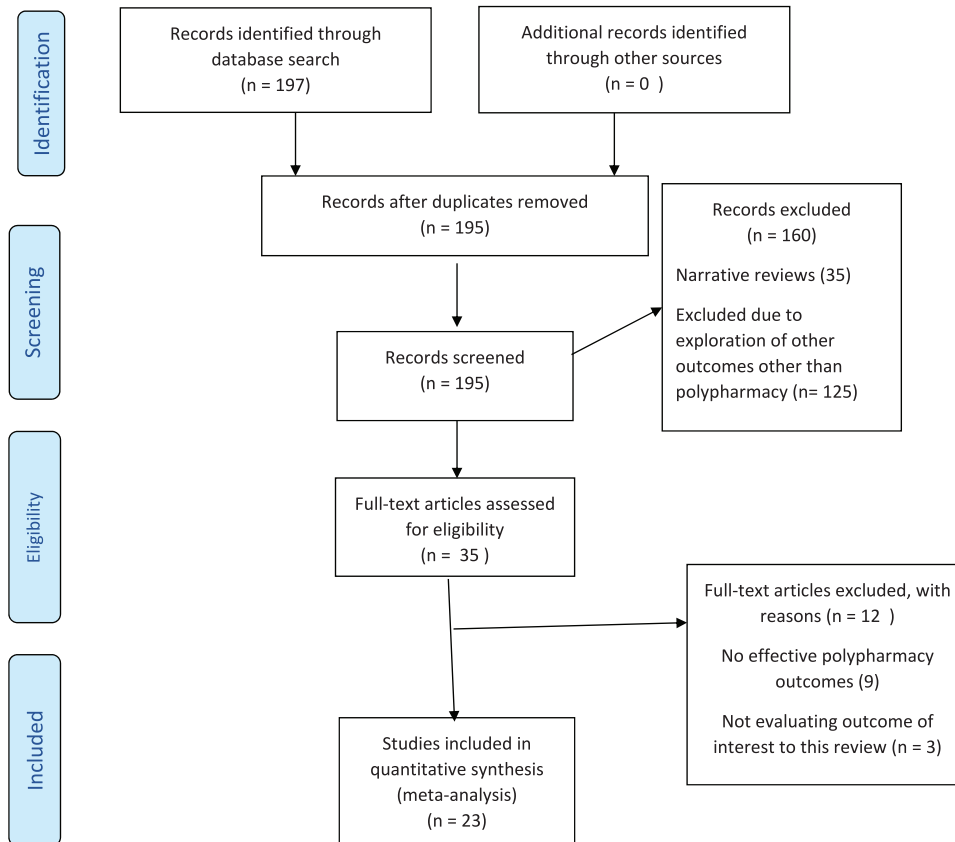 Identification
Records identified through
database search
(n = 197)
Additional records identified
through other sources
(n = 0  )
Records after duplicates removed
(n = 195)
Screening
Records screened
(n = 195)
Records excluded
(n = 160)
Narrative reviews (35)
Excluded due to
exploration of other
outcomes other than
polypharmacy (n= 125)
Eligibility
Full-text articles assessed
for eligibility
(n =  35 )
Full-text articles excluded, with
reasons (n = 12  )
No effective polypharmacy
outcomes (9)
Not evaluating outcome of
interest to this review (n = 3)
Included
Studies included in
quantitative synthesis
(meta-analysis)
(n = 23)